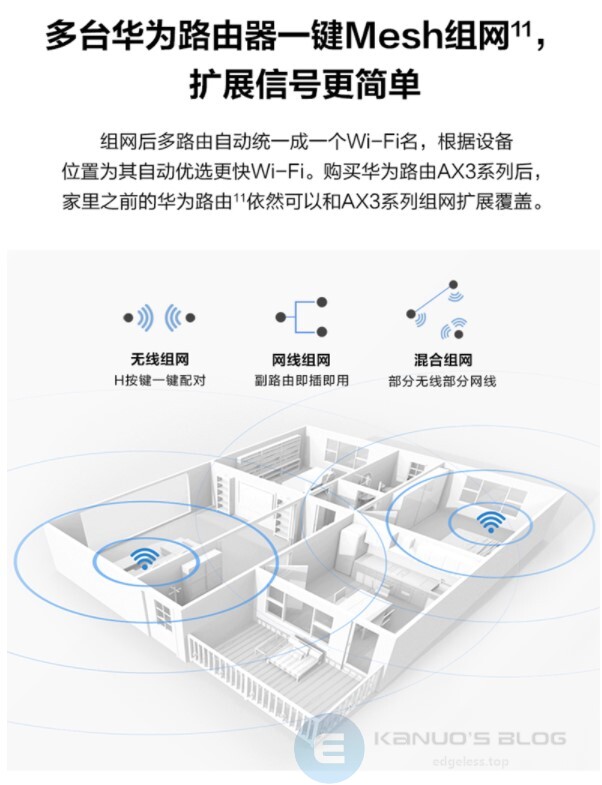 多台华为路由器一键Mesh组网11，
扩展信号更简单
组网后多路由自动统一成一个Wi-Fi名，根据设备
位置为其自动优选更快Wi-Fi。购买华为路由AX3系列后，
家里之前的华为路由11依然可以和AX3系列组网扩展覆盖。
无线组网
H按键一键配对
网线组网
副路由即插即用
混合组网
部分无线部分网线
E
KANUO'S BLOG
edgeless.top